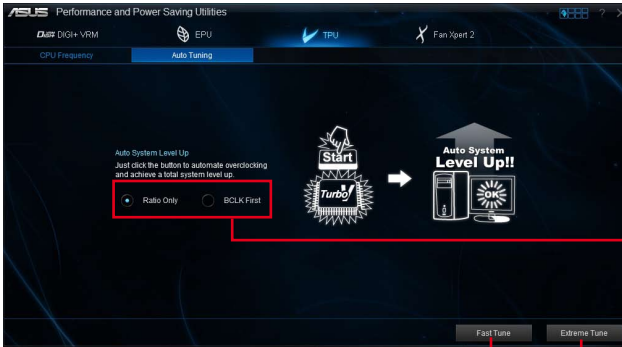 ASUS Performance and Power Saving Utilities ?
DIGI+ DIGI+ VRM EPU TPU Fan Xpert 2
CPU Frequency Auto Tuning
Auto System Level Up
Just click the button to automate overclocking
and achieve a total system level up.
Ratio Only BCLK First
Start
Turbo
Auto System
Level Up!!
OK
Fast Tune Extreme Tune